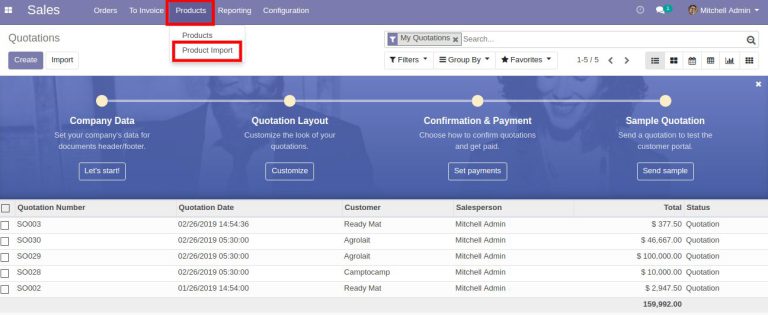 Sales Orders To Invoice Products Reporting Configuration 1 Mitchell Admin
Quotations
Products
Product Import
My Quotations × Search...
Create Import
Filters Group By Favorites 1-5 / 5
Company Data Quotation Layout Confirmation & Payment Sample Quotation
Set your company's data for Customize the look of your Choose how to confirm quotations Send a quotation to test the
documents header/footer. quotations. and get paid. customer portal.
Let's start! Customize Set payments Send sample
Quotation Number Quotation Date Customer Salesperson Total Status
SO003 02/26/2019 14:54:36 Ready Mat Mitchell Admin $ 377.50 Quotation
SO030 02/26/2019 05:30:00 Agrolait Mitchell Admin $ 46,667.00 Quotation
SO029 02/26/2019 05:30:00 Agrolait Mitchell Admin $ 100,000.00 Quotation
SO028 02/26/2019 05:30:00 Camptocamp Mitchell Admin $ 10,000.00 Quotation
SO002 01/26/2019 14:54:00 Ready Mat Mitchell Admin $ 2,947.50 Quotation
159,992.00